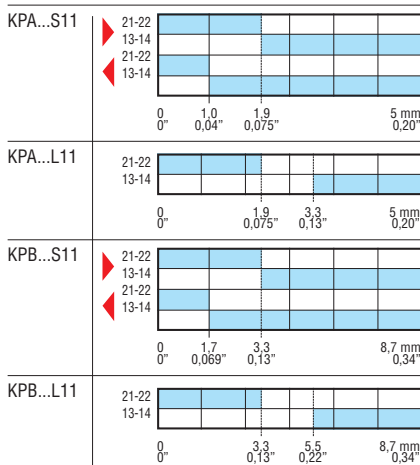 KPA...S11
21-22
13-14
21-22
13-14
0 1,0 1,9 5 mm
0" 0,04" 0,075" 0,20"
KPA...L11
21-22
13-14
0 1,9 3,3 5 mm
0" 0,075" 0,13" 0,20"
KPB...S11
21-22
13-14
21-22
13-14
0 1,7 3,3 8,7 mm
0" 0,069" 0,13" 0,34"
KPB...L11
21-22
13-14
0 3,3 5,5 8,7 mm
0" 0,13" 0,22" 0,34"